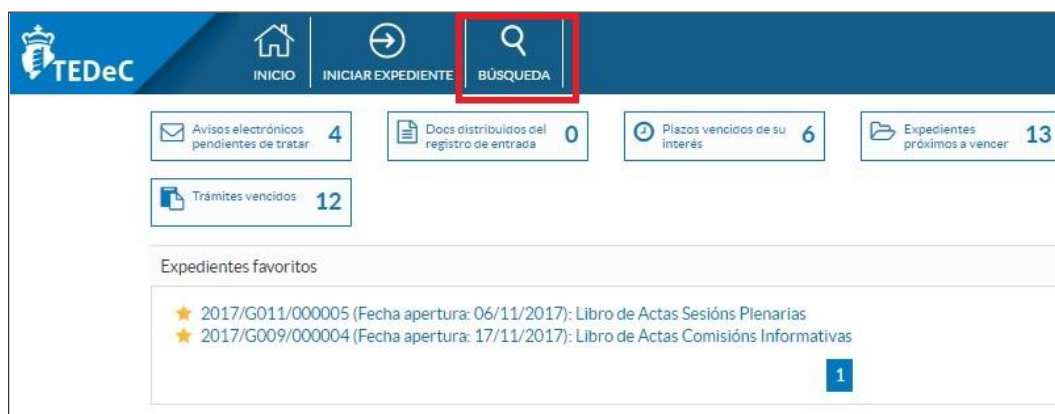 TEDeC
INICIO
INICIAR EXPEDIENTE
BÚSQUEDA
Avisos electrónicos
pendientes de tratar
4
Docs distribuidos del
registro de entrada
0
Plazos vencidos de su
interés
6
Expedientes
próximos a vencer
13
Trámites vencidos
12
Expedientes favoritos
2017/G011/000005 (Fecha apertura: 06/11/2017): Libro de Actas Sesións Plenarias
2017/G009/000004 (Fecha apertura: 17/11/2017): Libro de Actas Comisións Informativas
1